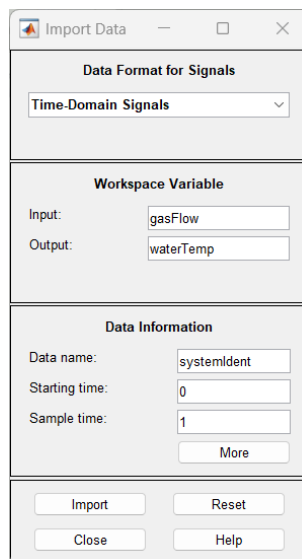 Import Data
Data Format for Signals
Time-Domain Signals
Workspace Variable
Input: gasFlow
Output: waterTemp
Data Information
Data name: systemIdent
Starting time: 0
Sample time: 1
More
Import Reset
Close Help